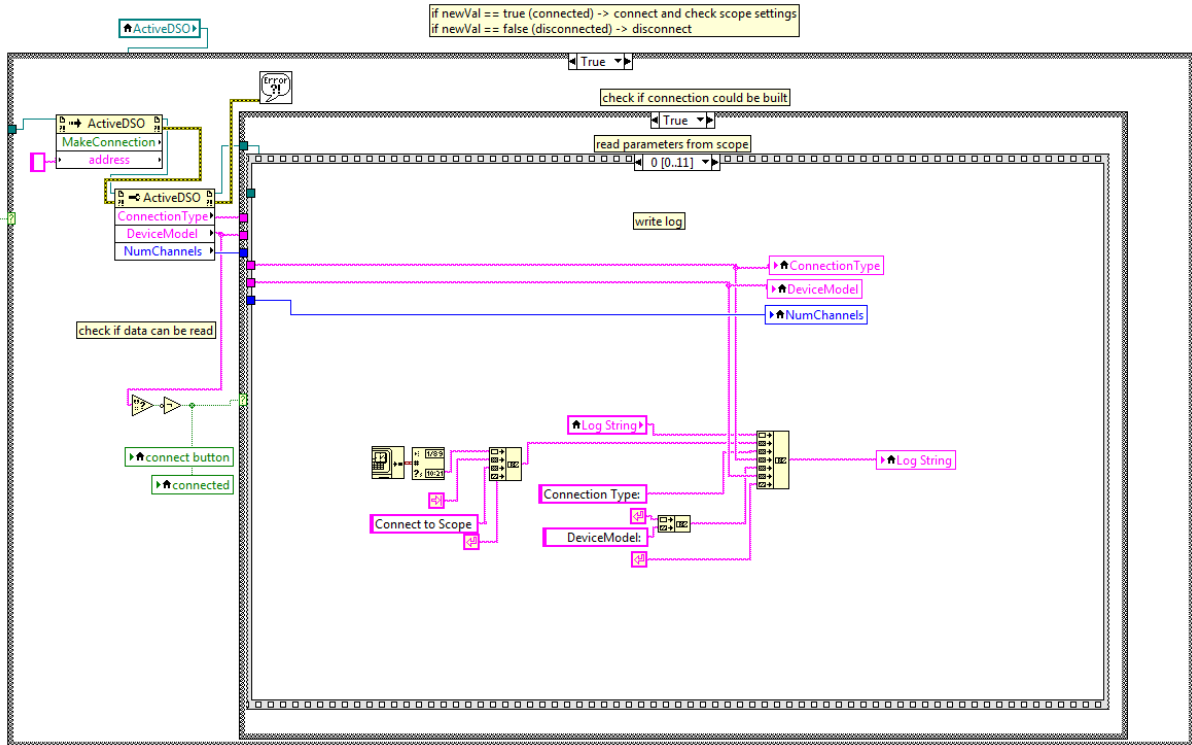 if newVal == true (connected) -> connect and check scope settings
if newVal == false (disconnected) -> disconnect
ActiveDSO
True
Error
?!
check if connection could be built
True
ActiveDSO
MakeConnection
address
read parameters from scope
0 [0..11]
ActiveDSO
ConnectionType
DeviceModel
NumChannels
write log
ConnectionType
DeviceModel
NumChannels
check if data can be read
connect button
connected
Log String
Log String
Connection Type:
Connect to Scope
DeviceModel: